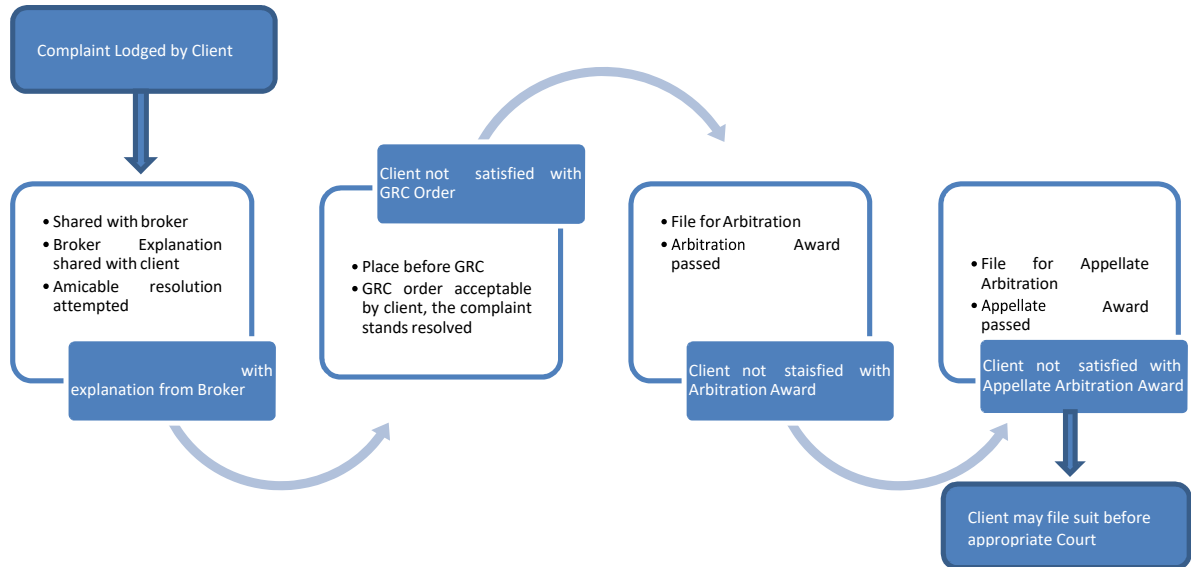 Complaint Lodged by Client
• Shared with broker
• Broker Explanation
shared with client
• Amicable resolution
attempted
with
explanation from Broker
Client not satisfied with
GRC Order
• Place before GRC
• GRC order acceptable
by client, the complaint
stands resolved
• File for Arbitration
• Arbitration Award
passed
Client not staisfied with
Arbitration Award
• File for Appellate
Arbitration
• Appellate Award
passed
Client not satisfied with
Appellate Arbitration Award
Client may file suit before
appropriate Court